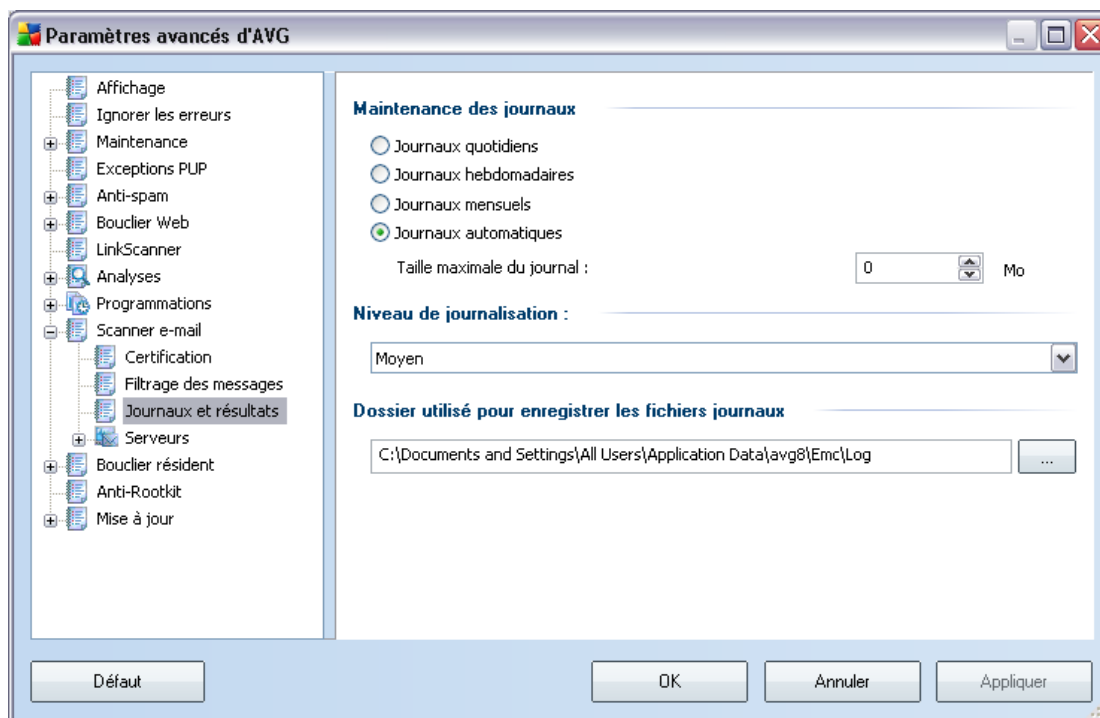 Paramètres avancés d'AVG
Affichage
Ignorer les erreurs
Maintenance
Exceptions PUP
Anti-spam
Bouclier Web
LinkScanner
Analyses
Programmations
Scanner e-mail
Certification
Filtrage des messages
Journaux et résultats
Serveurs
Bouclier résident
Anti-Rootkit
Mise à jour
Maintenance des journaux
Journaux quotidiens
Journaux hebdomadaires
Journaux mensuels
Journaux automatiques
Taille maximale du journal : 0 Mo
Niveau de journalisation :
Moyen
Dossier utilisé pour enregistrer les fichiers journaux
C:\Documents and Settings\All Users\Application Data\avg8\Emc\Log ...
Défaut OK Annuler Appliquer